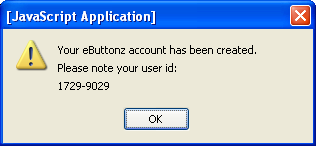 [JavaScript Application]
Your eButtonz account has been created.
Please note your user id:
1729-9029
OK